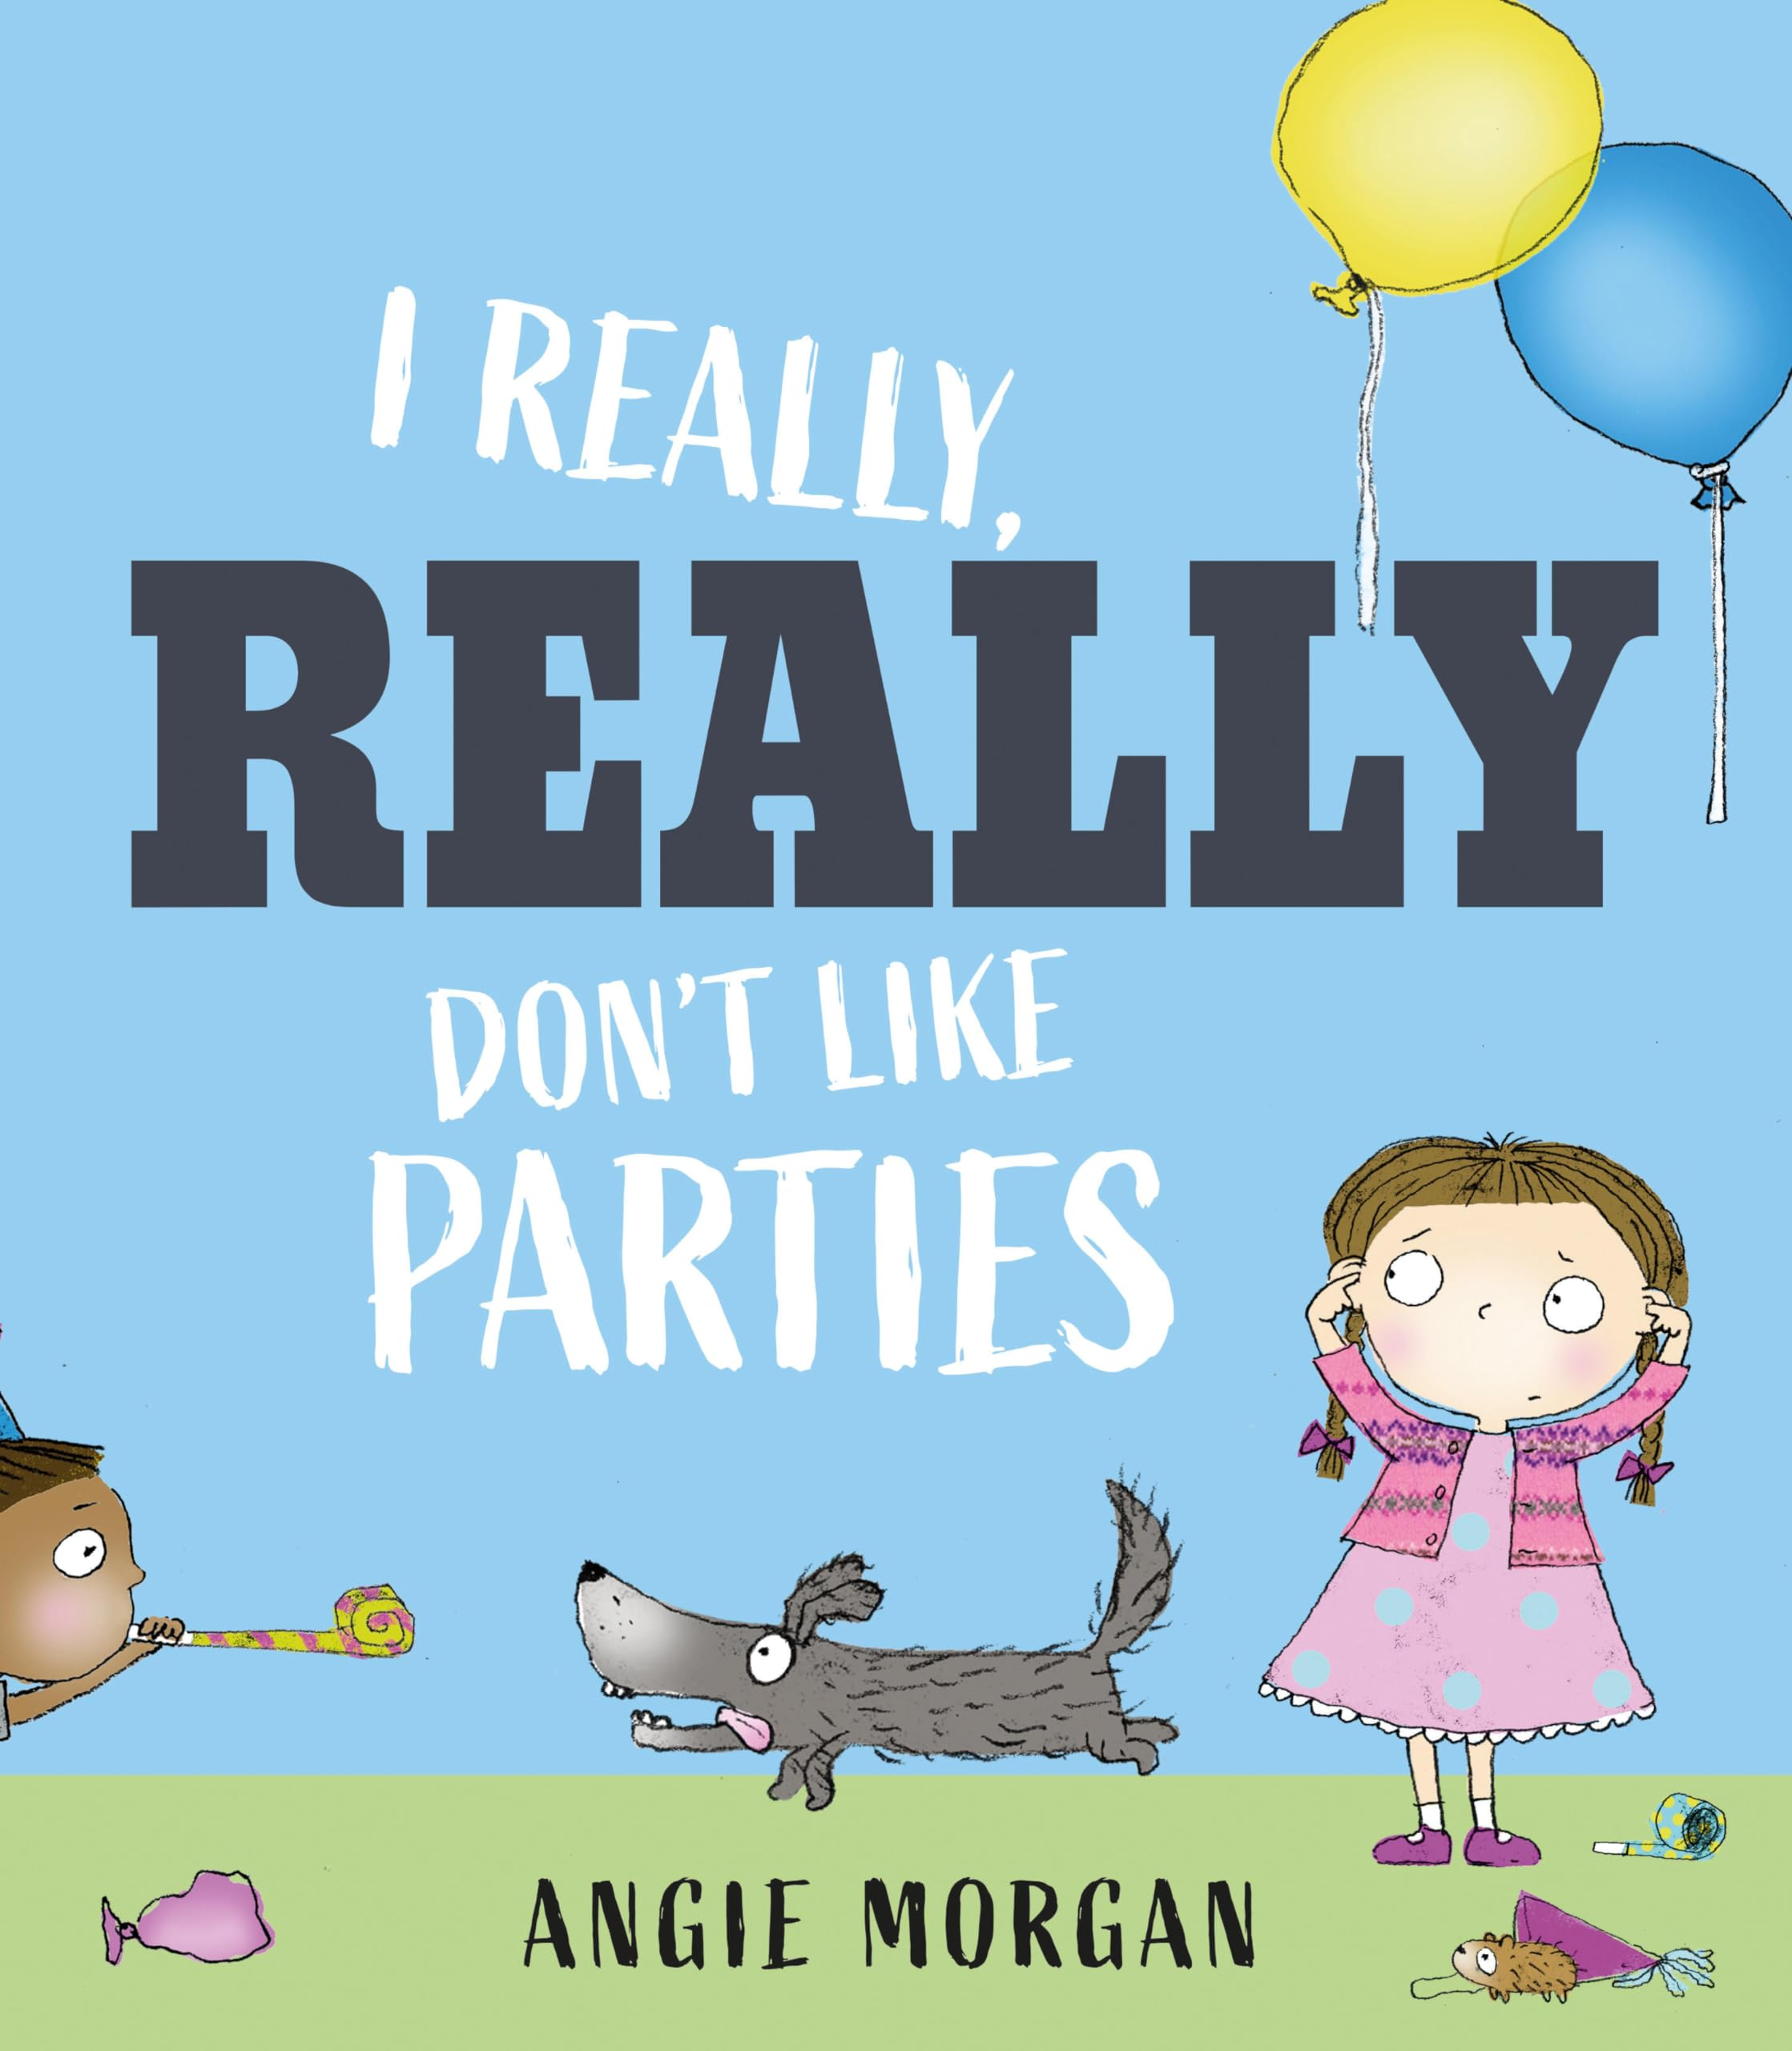 I REALLY,
REALLY
DON'T LIKE
PARTIES
ANGIE MORGAN